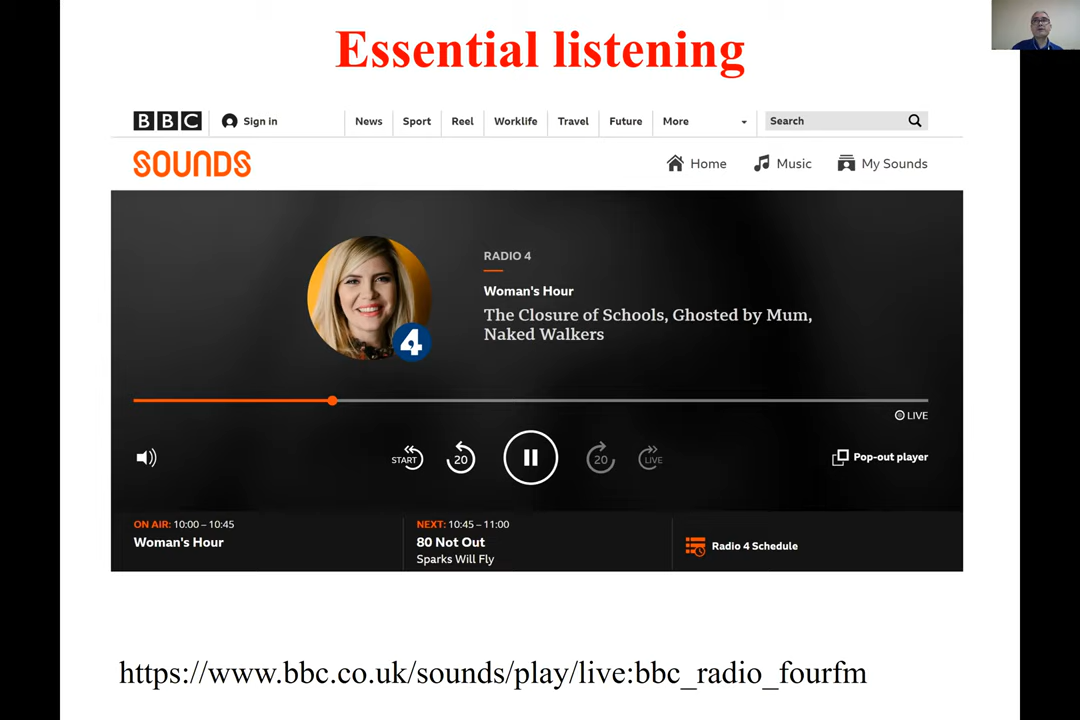 Essential listening
BBC Sign in News Sport Reel Worklife Travel Future More Search
SOUNDS Home Music My Sounds
RADIO 4
Woman's Hour
The Closure of Schools, Ghosted by Mum,
Naked Walkers
4
LIVE
START 20 20 LIVE Pop-out player
ON AIR: 10:00 – 10:45
Woman's Hour
NEXT: 10:45 – 11:00
80 Not Out
Sparks Will Fly
Radio 4 Schedule
https://www.bbc.co.uk/sounds/play/live:bbc_radio_fourfm